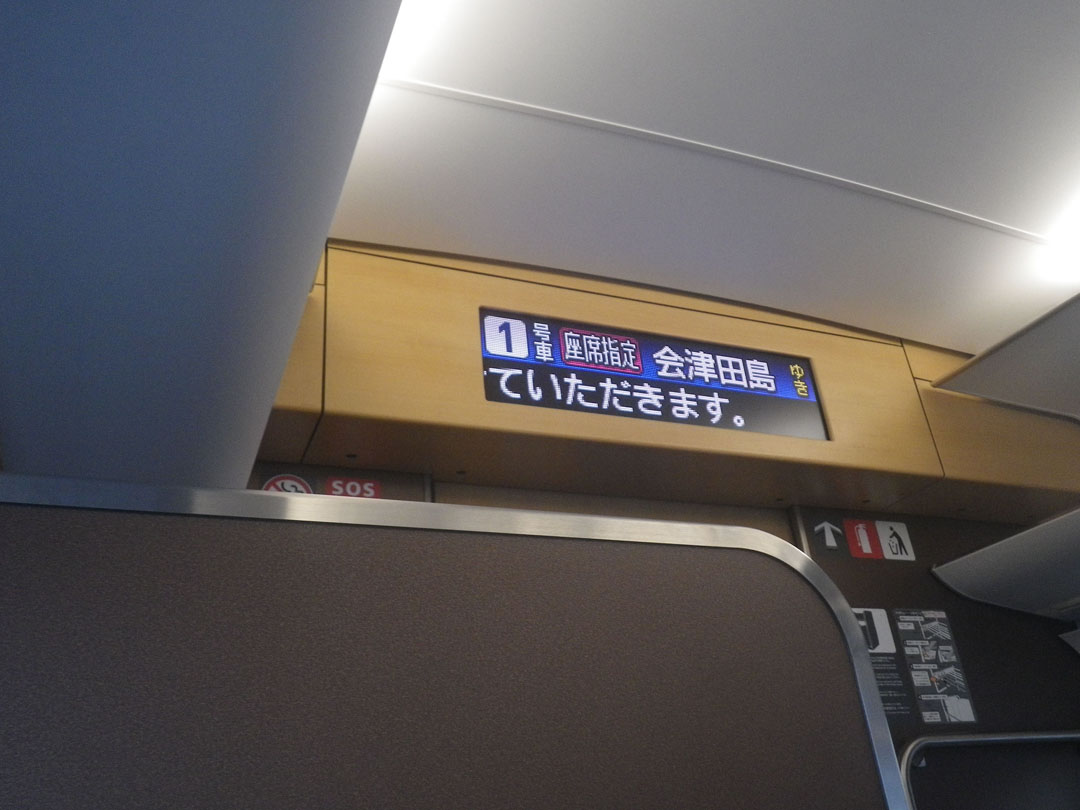 1号車 座席指定 会津田島 ゆき
ていただきます。
SOS